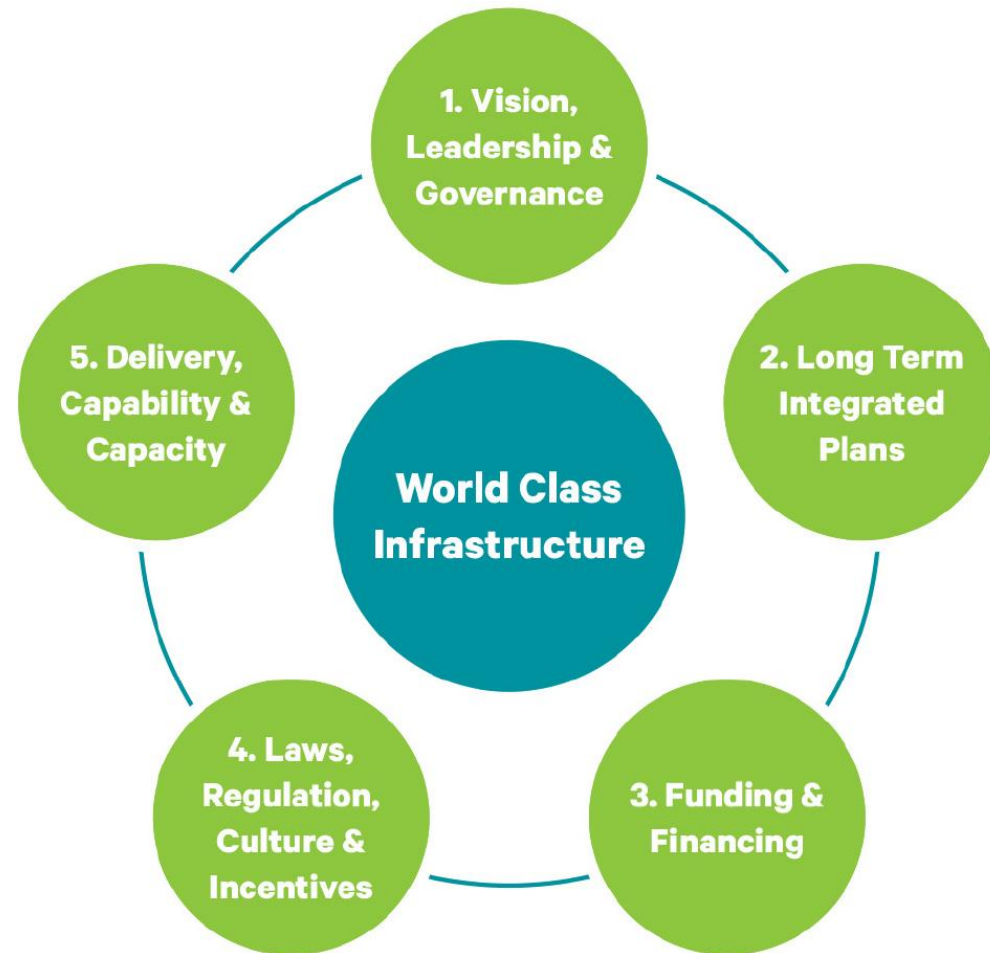 1. Vision,
Leadership &
Governance
2. Long Term
Integrated
Plans
3. Funding &
Financing
4. Laws,
Regulation,
Culture &
Incentives
5. Delivery,
Capability &
Capacity
World Class
Infrastructure